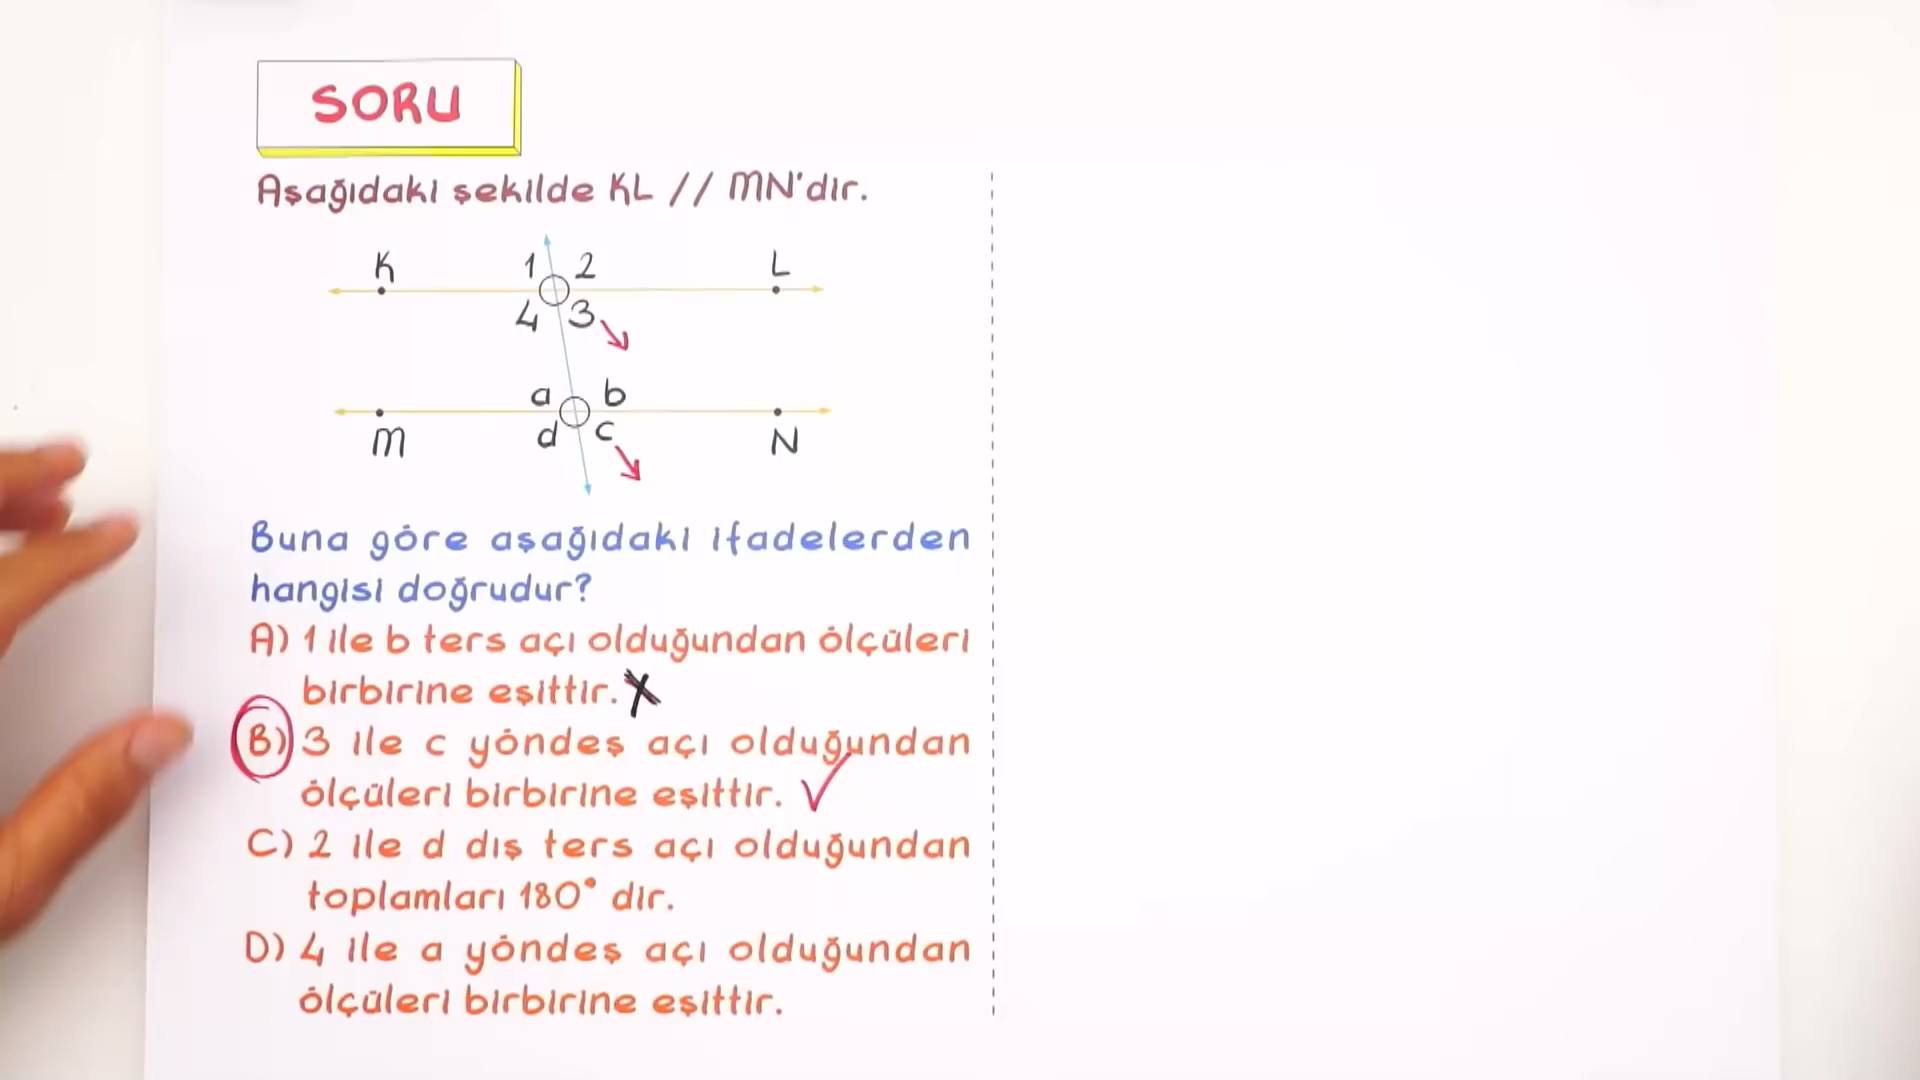 SORU
Aşağıdaki şekilde KL // MN'dir.
K 1 2 L
4 3
a b
M d c N
Buna göre aşağıdaki ifadelerden
hangisi doğrudur?
A) 1 ile b ters açı olduğundan ölçüleri
birbirine eşittir.
B) 3 ile c yöndeş açı olduğundan
ölçüleri birbirine eşittir.
C) 2 ile d dış ters açı olduğundan
toplamları 180° dir.
D) 4 ile a yöndeş açı olduğundan
ölçüleri birbirine eşittir.